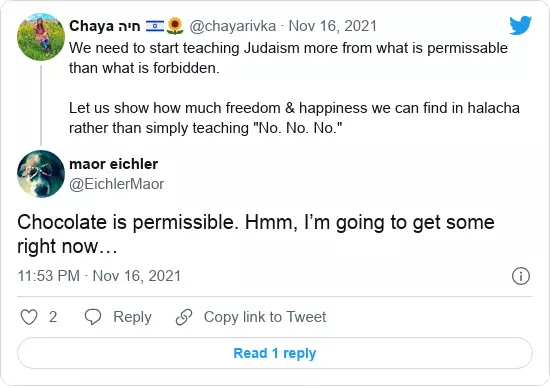 Chaya חיה 🇮🇱🌻 @chayarivka · Nov 16, 2021
We need to start teaching Judaism more from what is permissable
than what is forbidden.
Let us show how much freedom & happiness we can find in halacha
rather than simply teaching "No. No. No."
maor eichler
@EichlerMaor
Chocolate is permissible. Hmm, I’m going to get some
right now…
11:53 PM · Nov 16, 2021
2 Reply Copy link to Tweet
Read 1 reply